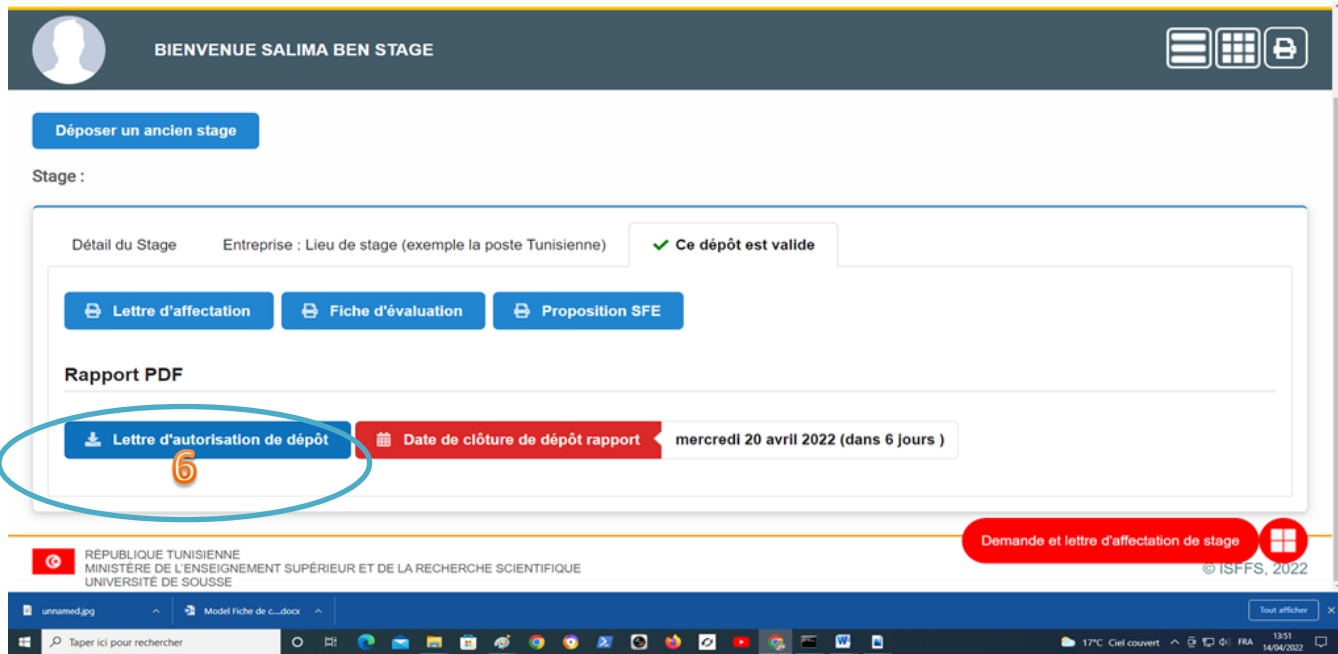 BIENVENUE SALIMA BEN STAGE
Déposer un ancien stage
Stage :
Détail du Stage Entreprise : Lieu de stage (exemple la poste Tunisienne) Ce dépôt est valide
Lettre d'affectation Fiche d'évaluation Proposition SFE
Rapport PDF
Lettre d'autorisation de dépôt Date de clôture de dépôt rapport mercredi 20 avril 2022 (dans 6 jours )
6
Demande et lettre d'affectation de stage
RÉPUBLIQUE TUNISIENNE
MINISTÈRE DE L'ENSEIGNEMENT SUPÉRIEUR ET DE LA RECHERCHE SCIENTIFIQUE
UNIVERSITÉ DE SOUSSE
© ISFFS, 2022
unnamed.jpg Model Fiche de c....docx Tout afficher
Taper ici pour rechercher 17°C Ciel couvert FRA 13:51
14/04/2022